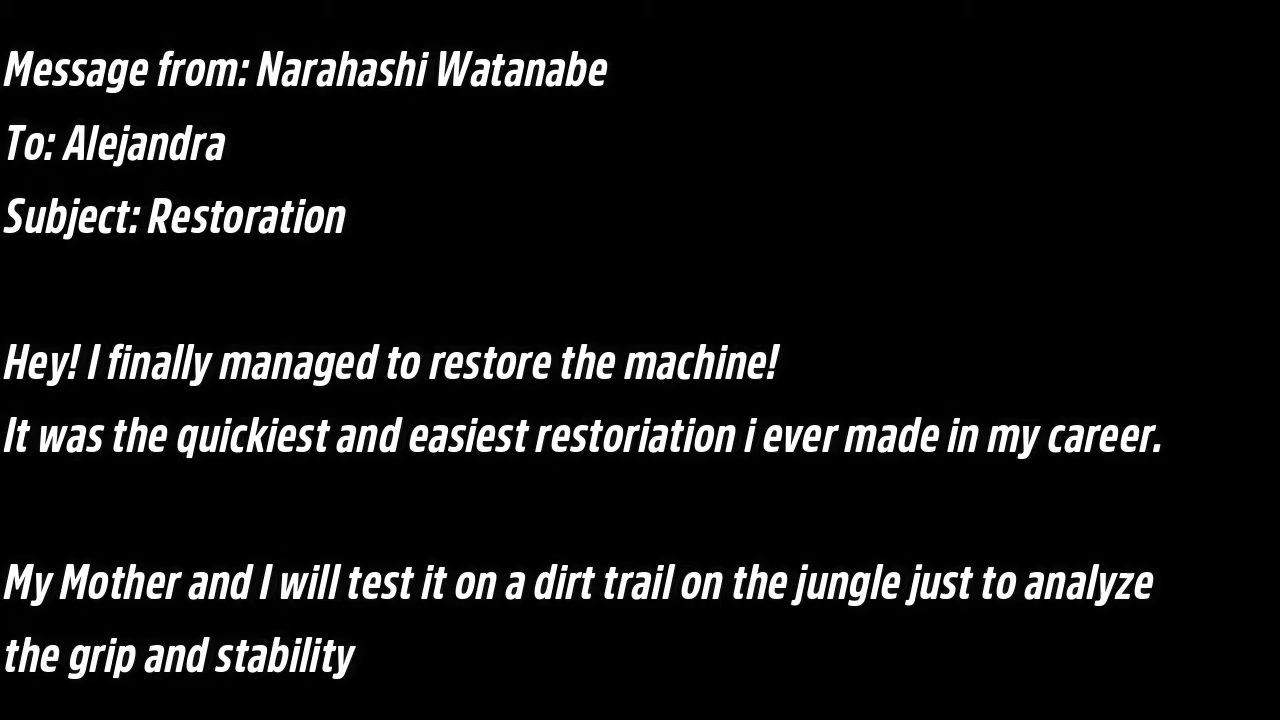 Message from: Narahashi Watanabe
To: Alejandra
Subject: Restoration
Hey! I finally managed to restore the machine!
It was the quickiest and easiest restoriation i ever made in my career.
My Mother and I will test it on a dirt trail on the jungle just to analyze
the grip and stability